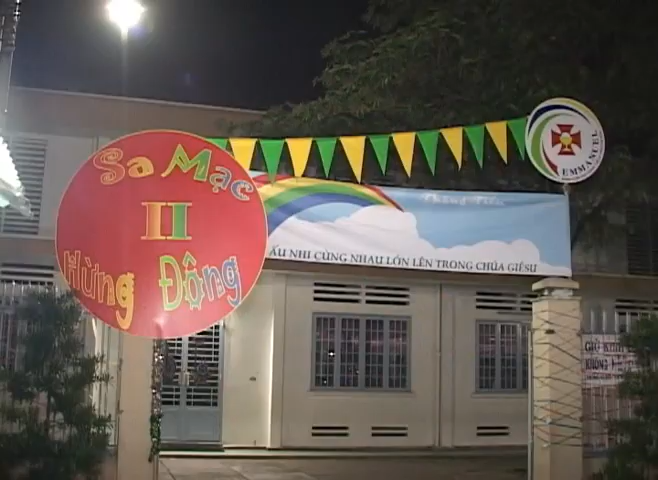 Sa Mạc
II
Hừng Đông
EMMANUEL
ẤU NHI CÙNG NHAU LỚN LÊN TRONG CHÚA GIÊSU